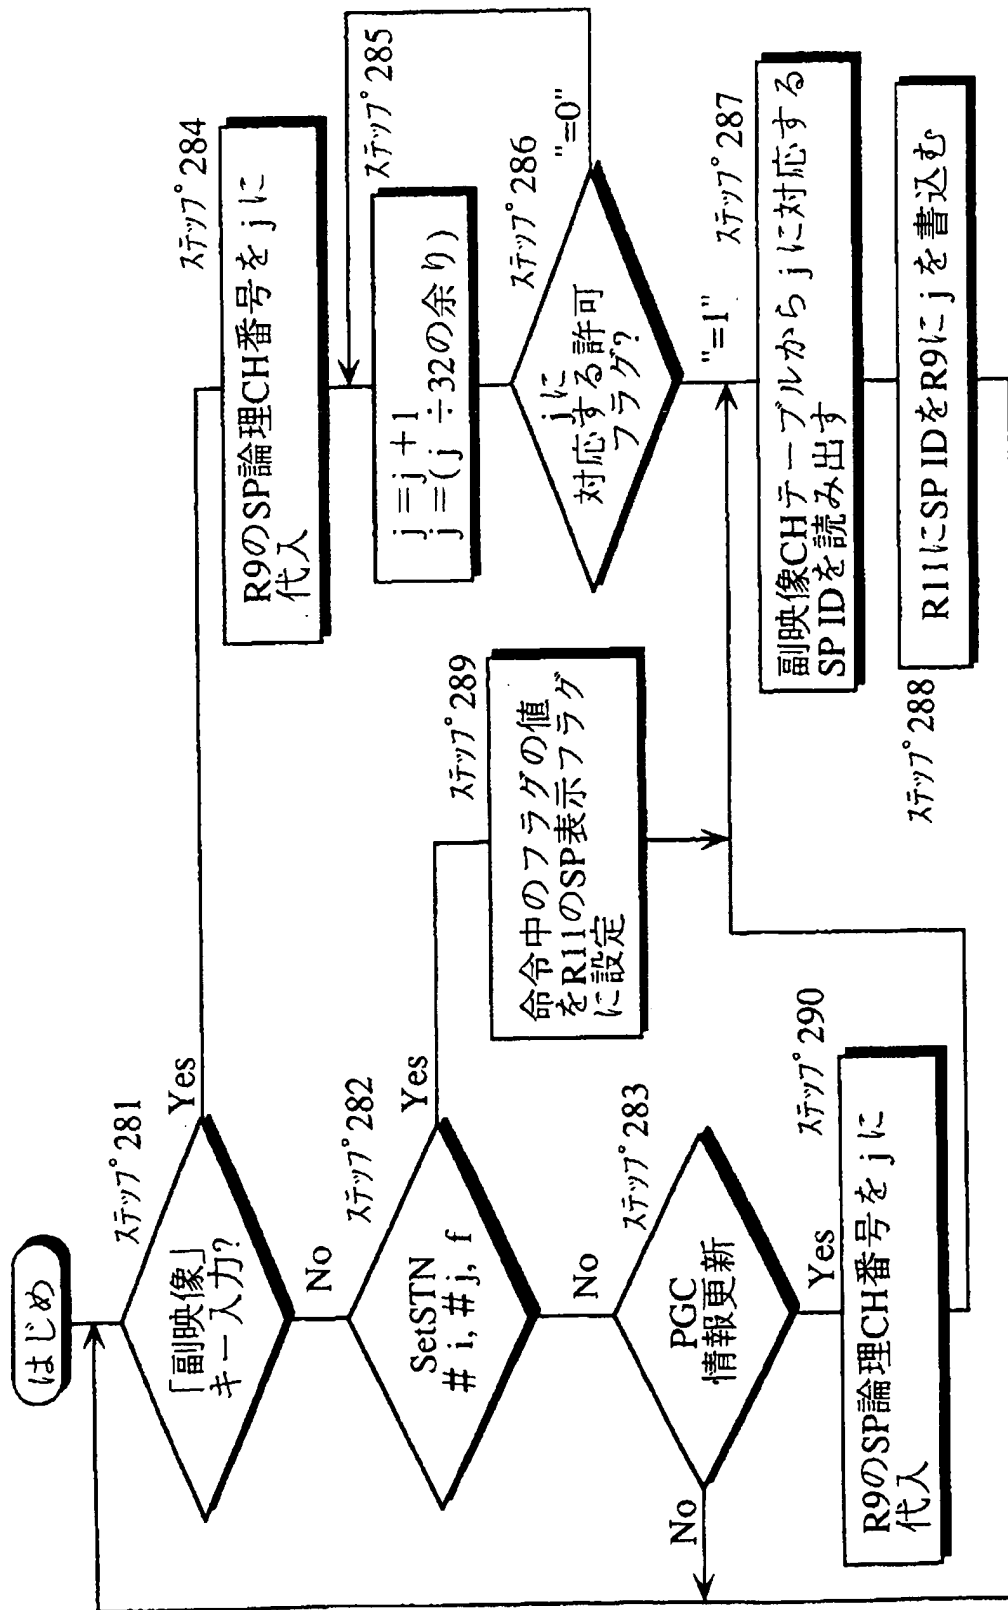 はじめ
ステップ281
「副映像」
キー入力?
Yes
No
ステップ282
SetSTN
# i, # j, f
Yes
No
ステップ283
PGC
情報更新
No
Yes
ステップ290
R9のSP論理CH番号を j に
代入
ステップ289
命令中のフラグの値
をR11のSP表示フラグ
に設定
ステップ284
R9のSP論理CH番号を j に
代入
ステップ285
j =j + 1
j =(j ÷32の余り)
ステップ286
j に
対応する許可
フラグ?
"=0"
"=1"
ステップ287
副映像CHテーブルから j に対応する
SP IDを読み出す
ステップ288
R11にSP IDをR9に j を書込む